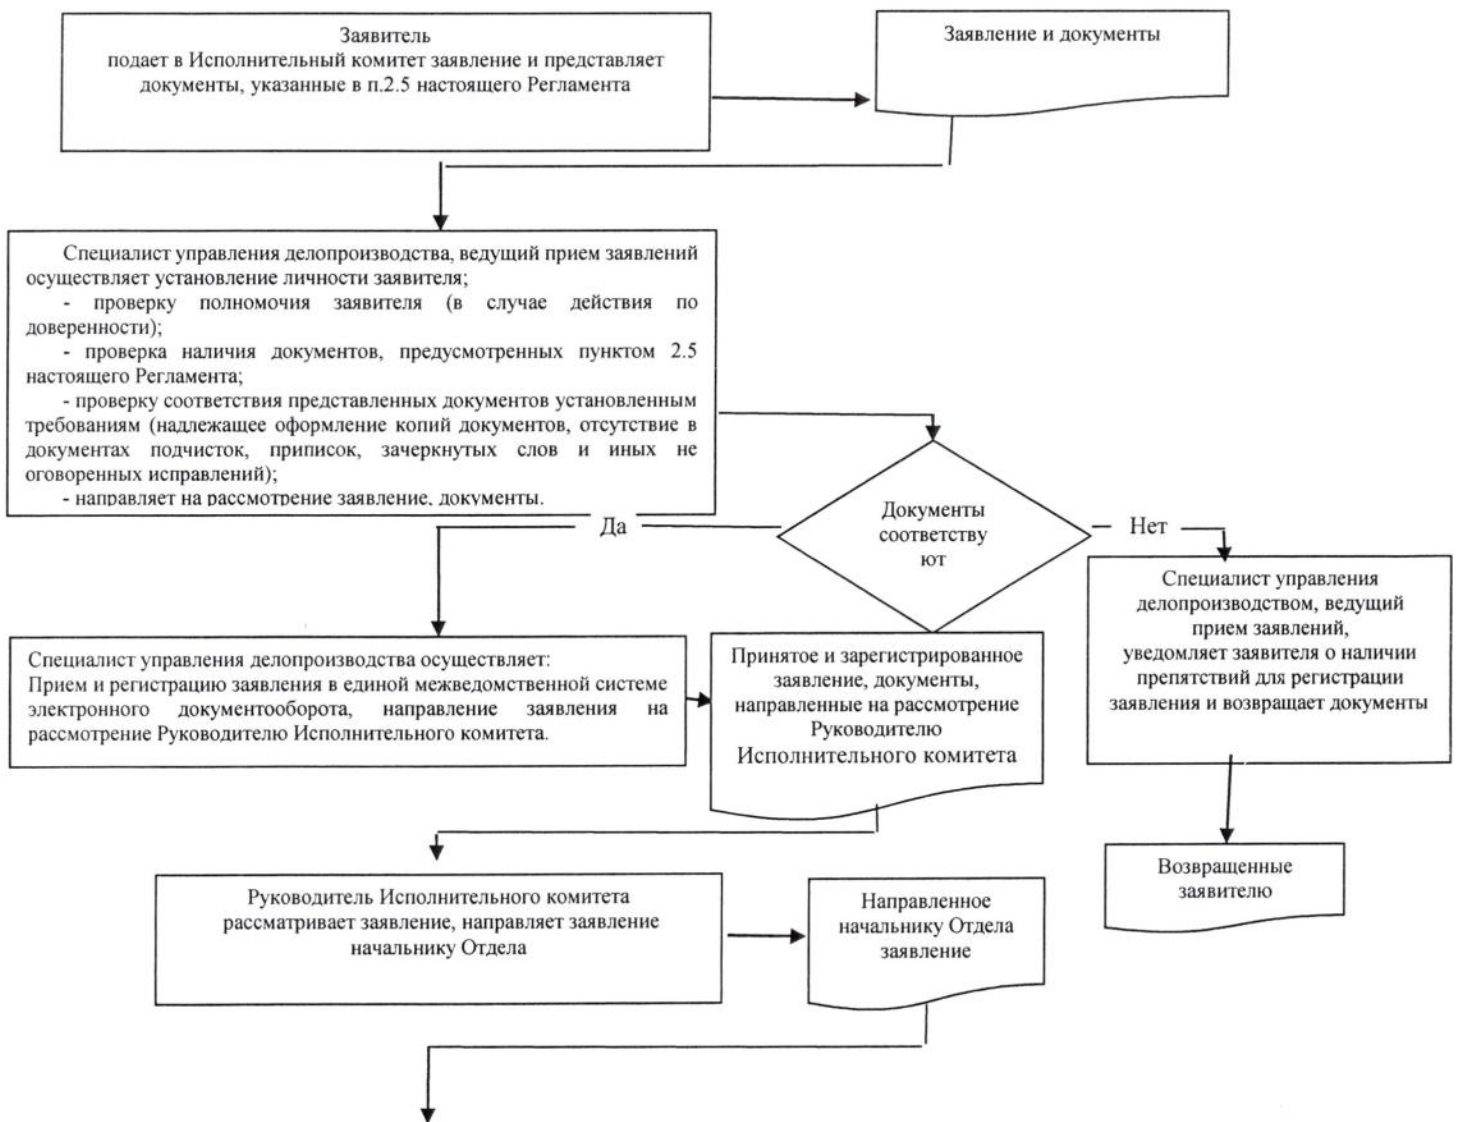 Заявитель
подает в Исполнительный комитет заявление и представляет
документы, указанные в п.2.5 настоящего Регламента
Заявление и документы
Специалист управления делопроизводства, ведущий прием заявлений
осуществляет установление личности заявителя;
- проверку полномочия заявителя (в случае действия по
доверенности);
- проверка наличия документов, предусмотренных пунктом 2.5
настоящего Регламента;
- проверку соответствия представленных документов установленным
требованиям (надлежащее оформление копий документов, отсутствие в
документах подчисток, приписок, зачеркнутых слов и иных не
оговоренных исправлений);
- направляет на рассмотрение заявление, документы.
Документы
соответству
ют
Да
Нет
Специалист управления
делопроизводством, ведущий
прием заявлений,
уведомляет заявителя о наличии
препятствий для регистрации
заявления и возвращает документы
Специалист управления делопроизводства осуществляет:
Прием и регистрацию заявления в единой межведомственной системе
электронного документооборота, направление заявления на
рассмотрение Руководителю Исполнительного комитета.
Принятое и зарегистрированное
заявление, документы,
направленные на рассмотрение
Руководителю
Исполнительного комитета
Возвращенные
заявителю
Руководитель Исполнительного комитета
рассматривает заявление, направляет заявление
начальнику Отдела
Направленное
начальнику Отдела
заявление